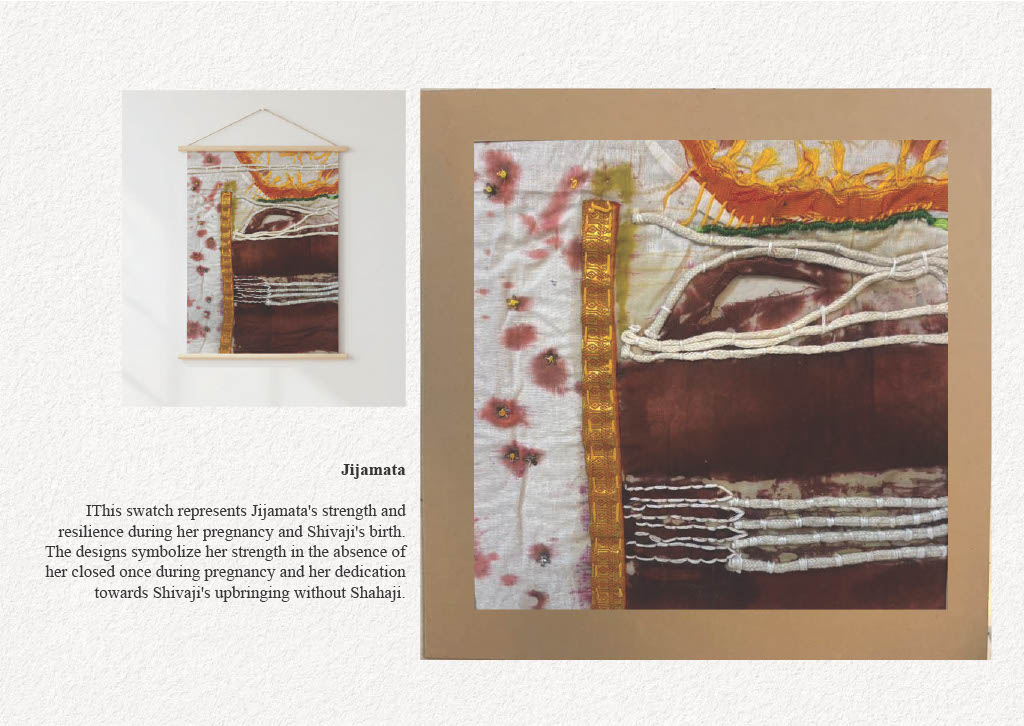 Jijamata
IThis swatch represents Jijamata's strength and
resilience during her pregnancy and Shivaji's birth.
The designs symbolize her strength in the absence of
her closed once during pregnancy and her dedication
towards Shivaji's upbringing without Shahaji.